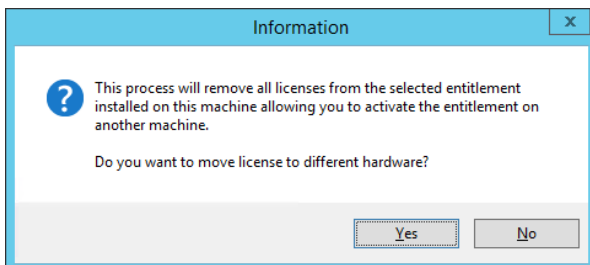 Information
x
This process will remove all licenses from the selected entitlement
installed on this machine allowing you to activate the entitlement on
another machine.
Do you want to move license to different hardware?
Yes
No